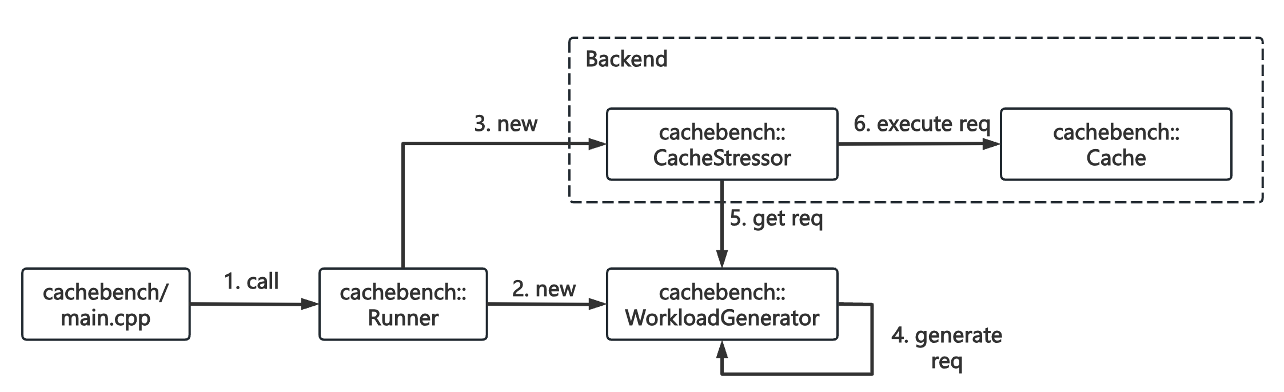 Backend
3. new
cachebench::
CacheStressor
6. execute req
cachebench::
Cache
5. get req
cachebench/
main.cpp
1. call
cachebench::
Runner
2. new
cachebench::
WorkloadGenerator
4. generate
req